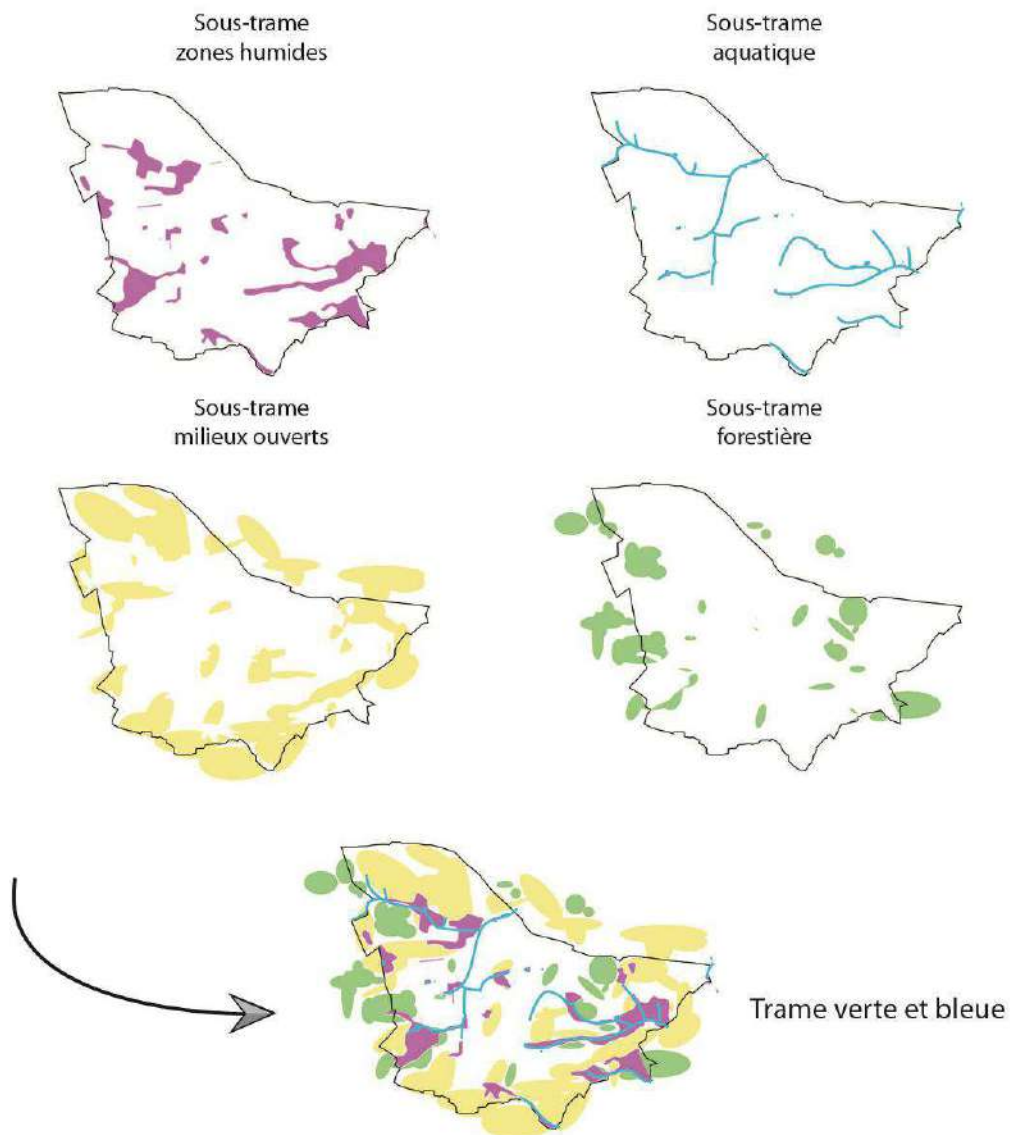 Sous-trame
zones humides
Sous-trame
aquatique
Sous-trame
milieux ouverts
Sous-trame
forestière
Trame verte et bleue